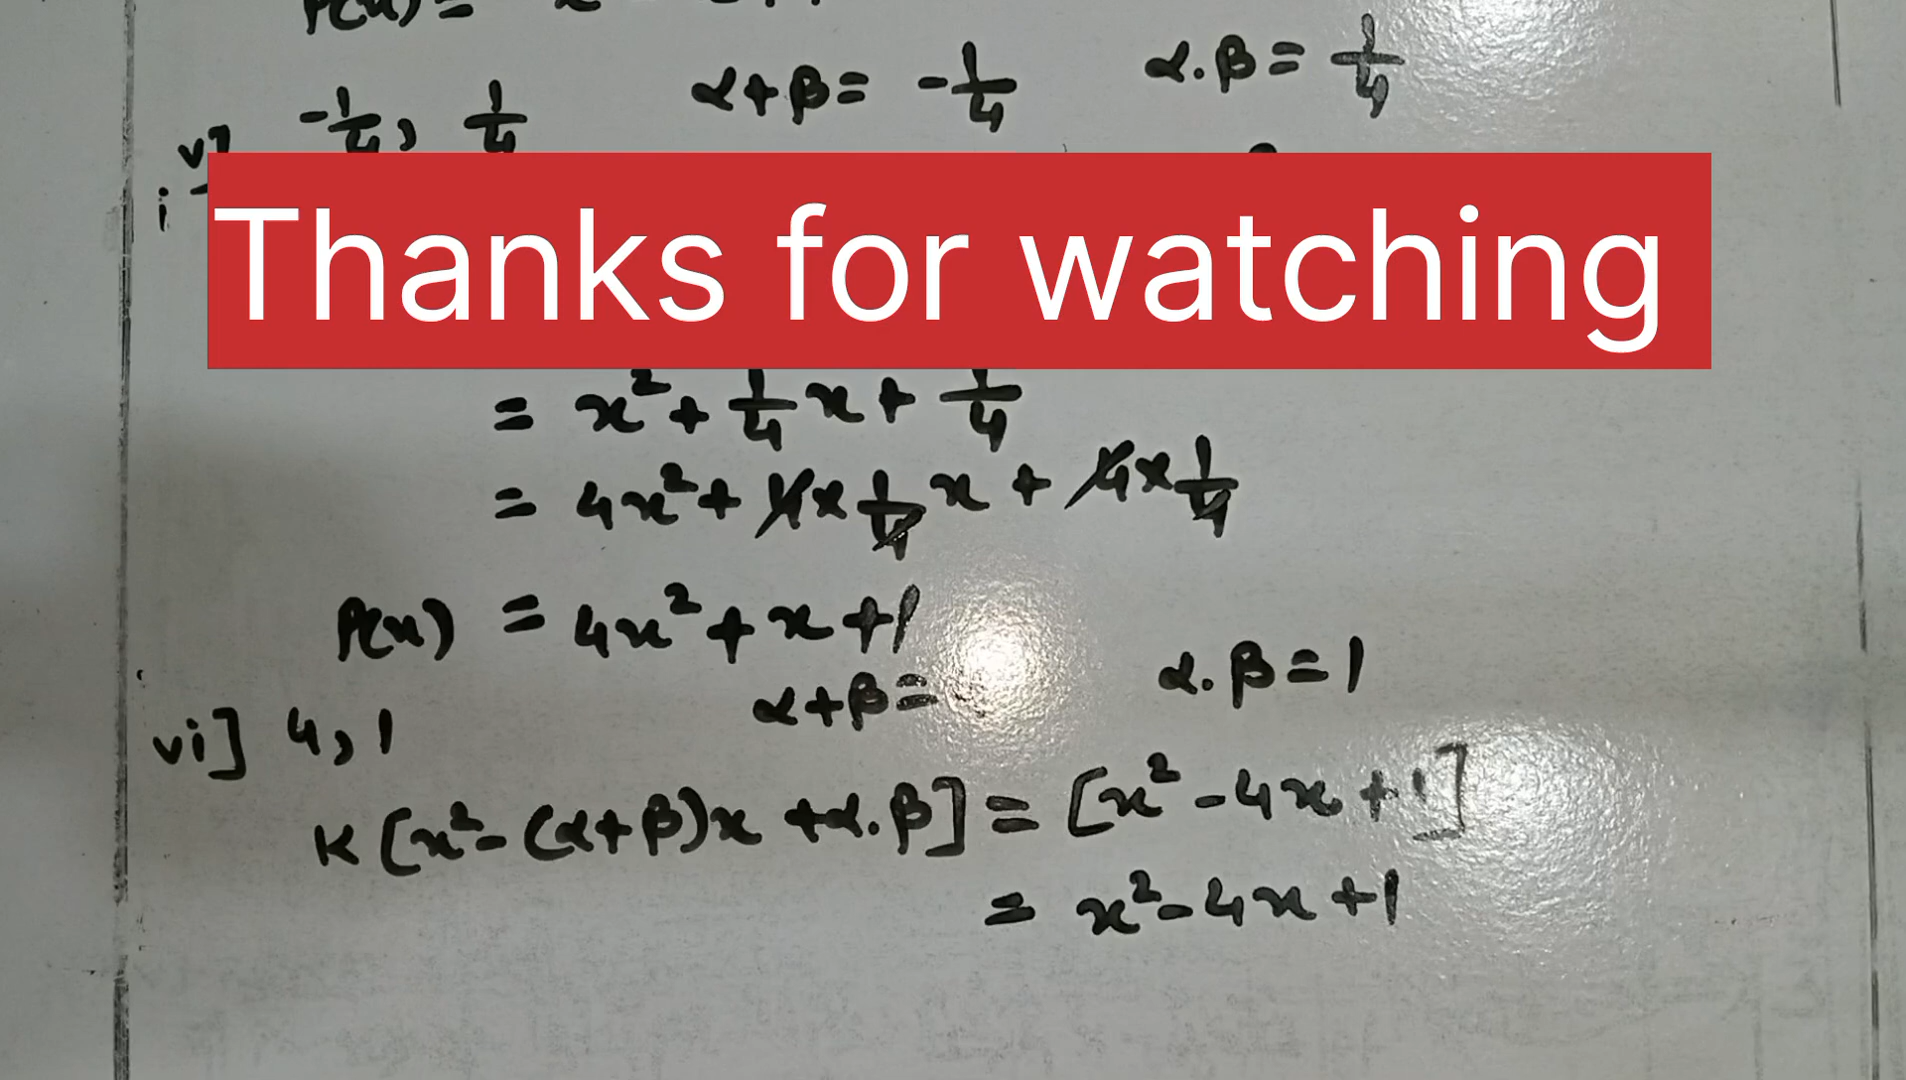 P(x) =
v] -1/4, 1/4 α+β = -1/4 α.β = 1/4
i
Thanks for watching
= x² + 1/4 x + 1/4
= 4x² + 4 × 1/4 x + 4 × 1/4
P(x) = 4x² + x + 1
vi] 4, 1 α+β = α.β = 1
K [x² - (α+β)x + α.β] = [x² - 4x + 1]
= x² - 4x + 1